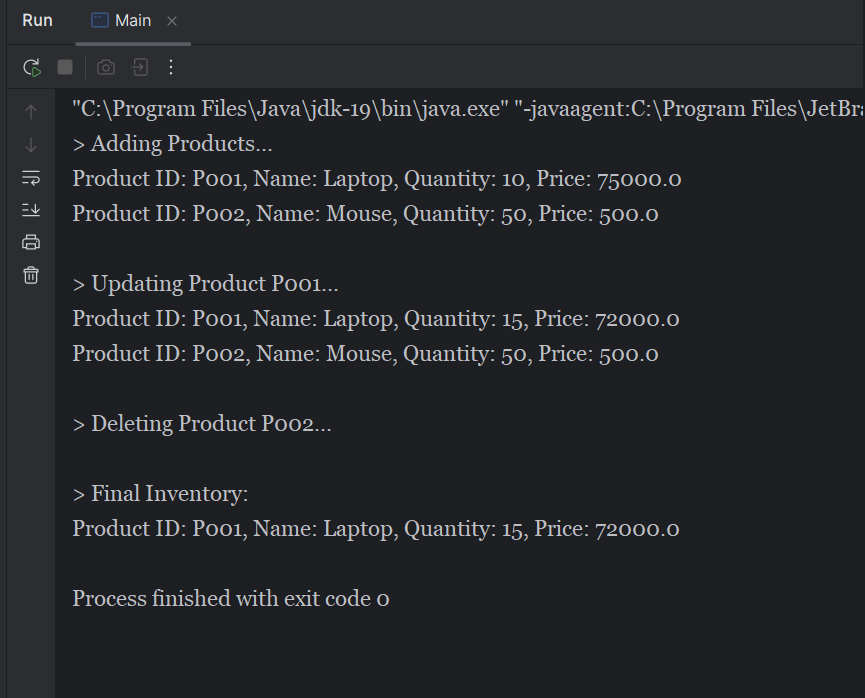 Run Main
"C:\Program Files\Java\jdk-19\bin\java.exe" "-javaagent:C:\Program Files\JetBra
> Adding Products...
Product ID: P001, Name: Laptop, Quantity: 10, Price: 75000.0
Product ID: P002, Name: Mouse, Quantity: 50, Price: 500.0
> Updating Product P001...
Product ID: P001, Name: Laptop, Quantity: 15, Price: 72000.0
Product ID: P002, Name: Mouse, Quantity: 50, Price: 500.0
> Deleting Product P002...
> Final Inventory:
Product ID: P001, Name: Laptop, Quantity: 15, Price: 72000.0
Process finished with exit code 0